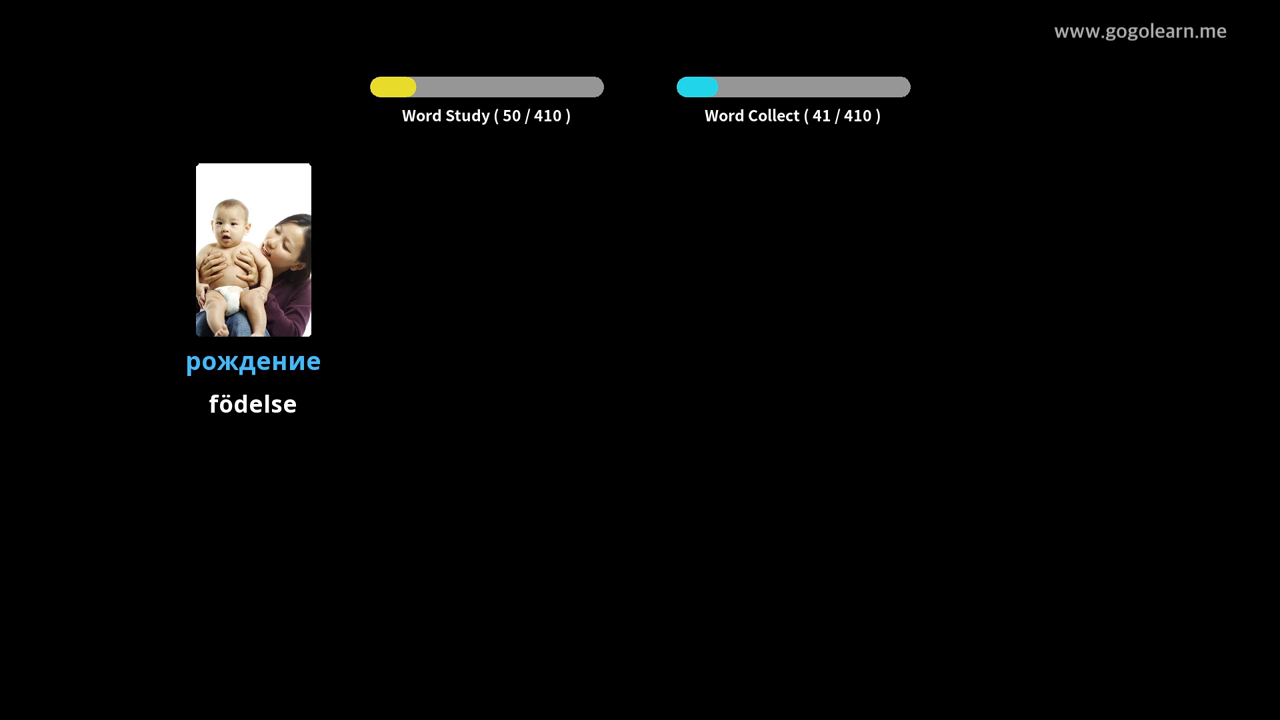 www.gogolearn.me
Word Study ( 50 / 410 )
Word Collect ( 41 / 410 )
рождение
födelse